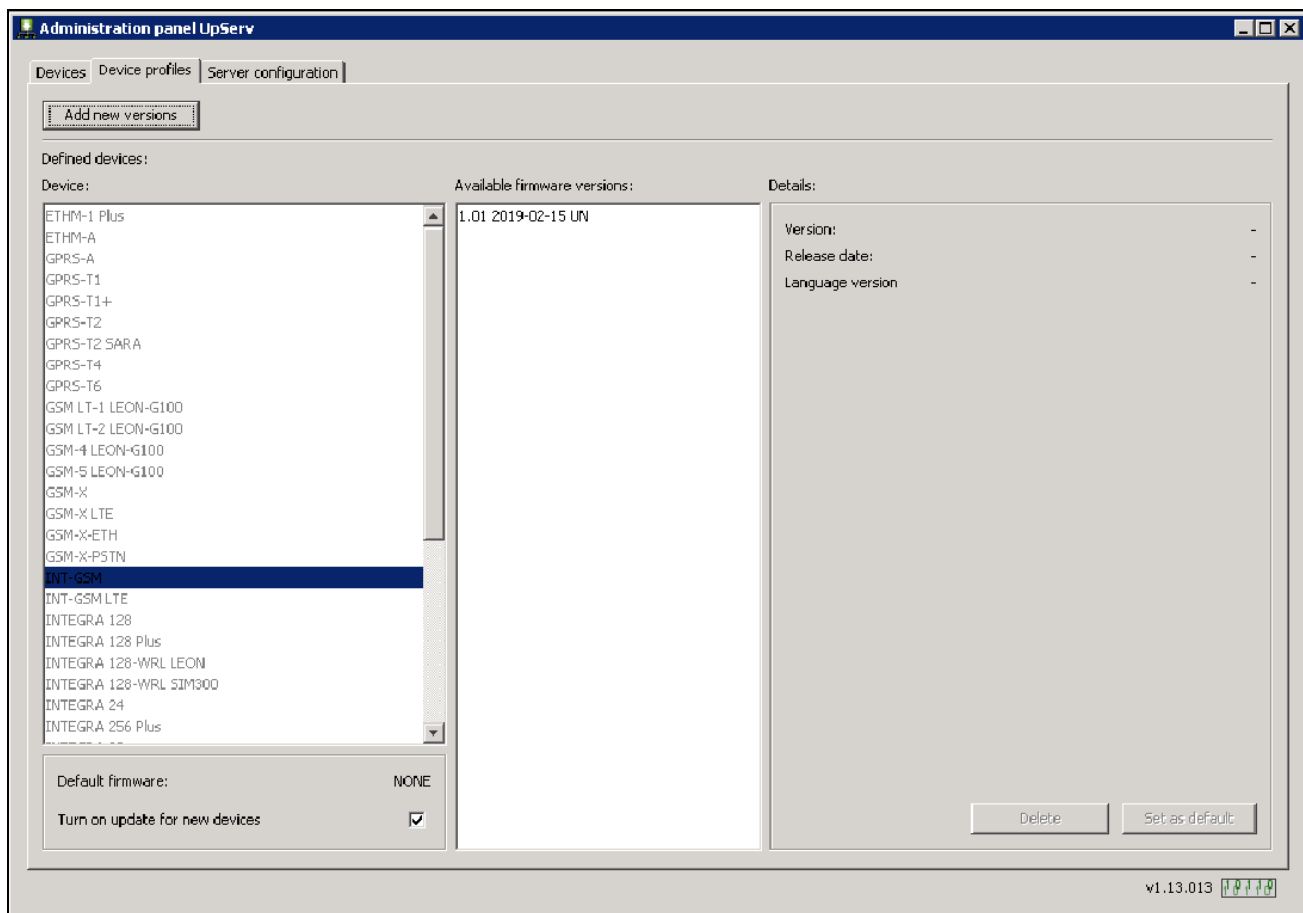 Administration panel UpServ
Devices
Device profiles
Server configuration
Add new versions
Defined devices:
Device:
Available firmware versions:
Details:
ETHM-1 Plus
ETHM-A
GPRS-A
GPRS-T1
GPRS-T1+
GPRS-T2
GPRS-T2 SARA
GPRS-T4
GPRS-T6
GSM LT-1 LEON-G100
GSM LT-2 LEON-G100
GSM-4 LEON-G100
GSM-5 LEON-G100
GSM-X
GSM-X LTE
GSM-X-ETH
GSM-X-PSTN
INT-GSM
INT-GSM LTE
INTEGRA 128
INTEGRA 128 Plus
INTEGRA 128-WRL LEON
INTEGRA 128-WRL SIM300
INTEGRA 24
INTEGRA 256 Plus
1.01 2019-02-15 UN
Version: -
Release date: -
Language version -
Default firmware: NONE
Turn on update for new devices
Delete
Set as default
v1.13.013